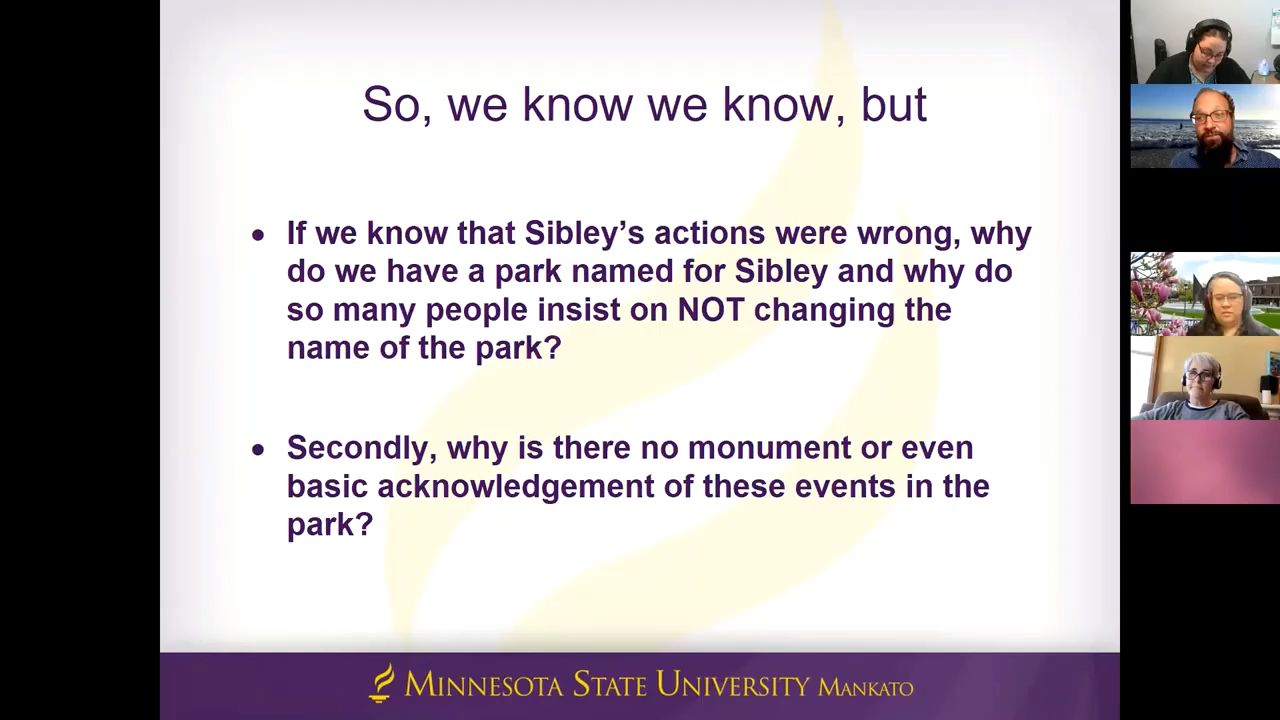 So, we know we know, but
• If we know that Sibley’s actions were wrong, why
do we have a park named for Sibley and why do
so many people insist on NOT changing the
name of the park?
• Secondly, why is there no monument or even
basic acknowledgement of these events in the
park?
MINNESOTA STATE UNIVERSITY MANKATO